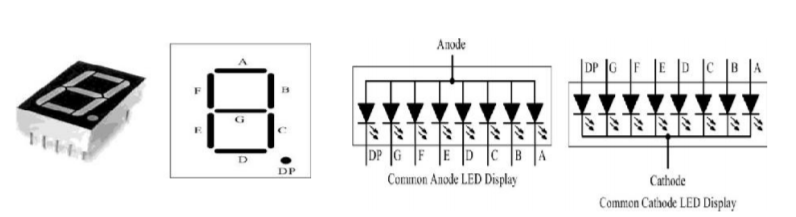 A
F
B
G
E
C
D
DP
Anode
DP G F E D C B A
Common Anode LED Display
DP G F E D C B A
Cathode
Common Cathode LED Display